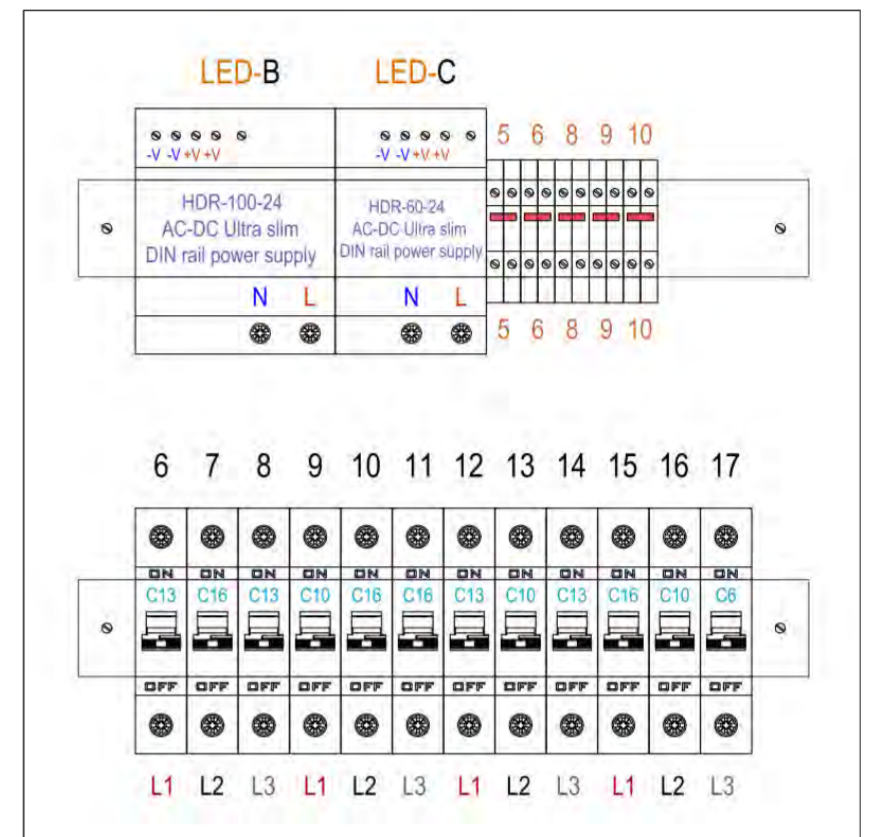 LED-B LED-C
5 6 8 9 10
-V -V +V +V -V -V +V +V
HDR-100-24
AC-DC Ultra slim
DIN rail power supply
HDR-60-24
AC-DC Ultra slim
DIN rail power supply
N L N L
5 6 8 9 10
6 7 8 9 10 11 12 13 14 15 16 17
ON ON ON ON ON ON ON ON ON ON ON ON
C13 C16 C13 C10 C16 C16 C13 C10 C13 C16 C10 C6
OFF OFF OFF OFF OFF OFF OFF OFF OFF OFF OFF OFF
L1 L2 L3 L1 L2 L3 L1 L2 L3 L1 L2 L3